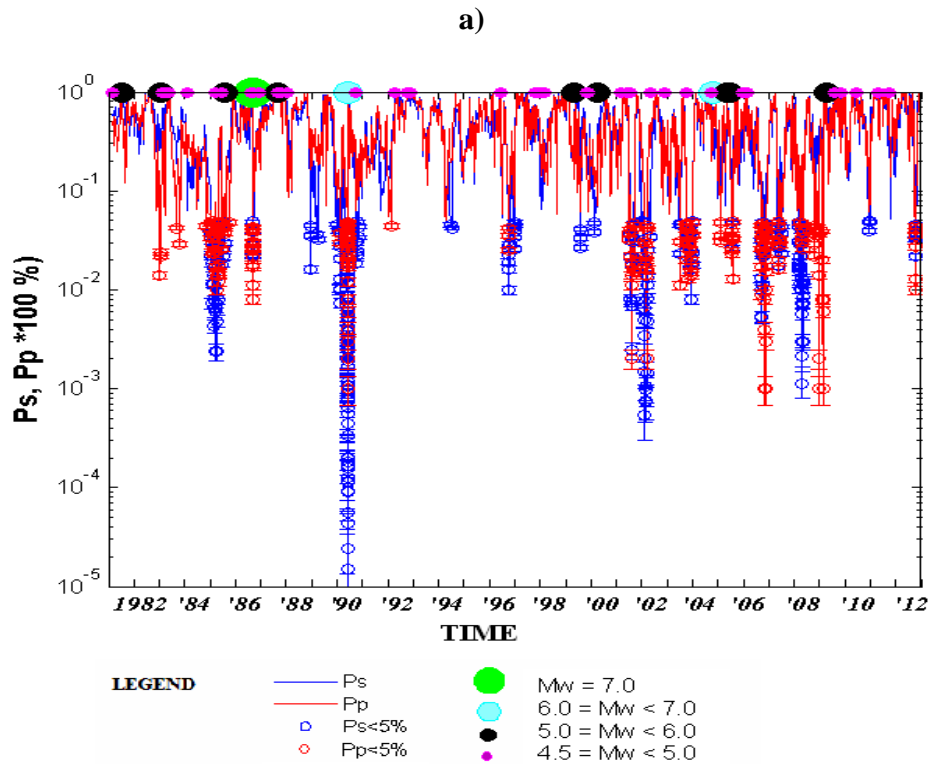 a)
10^0
10^-1
10^-2
10^-3
10^-4
10^-5
Ps, Pp *100 %)
1982 '84 '86 '88 '90 '92 '94 '96 '98 '00 '02 '04 '06 '08 '10 '12
TIME
LEGEND
Ps
Pp
Ps<5%
Pp<5%
Mw = 7.0
6.0 = Mw < 7.0
5.0 = Mw < 6.0
4.5 = Mw < 5.0